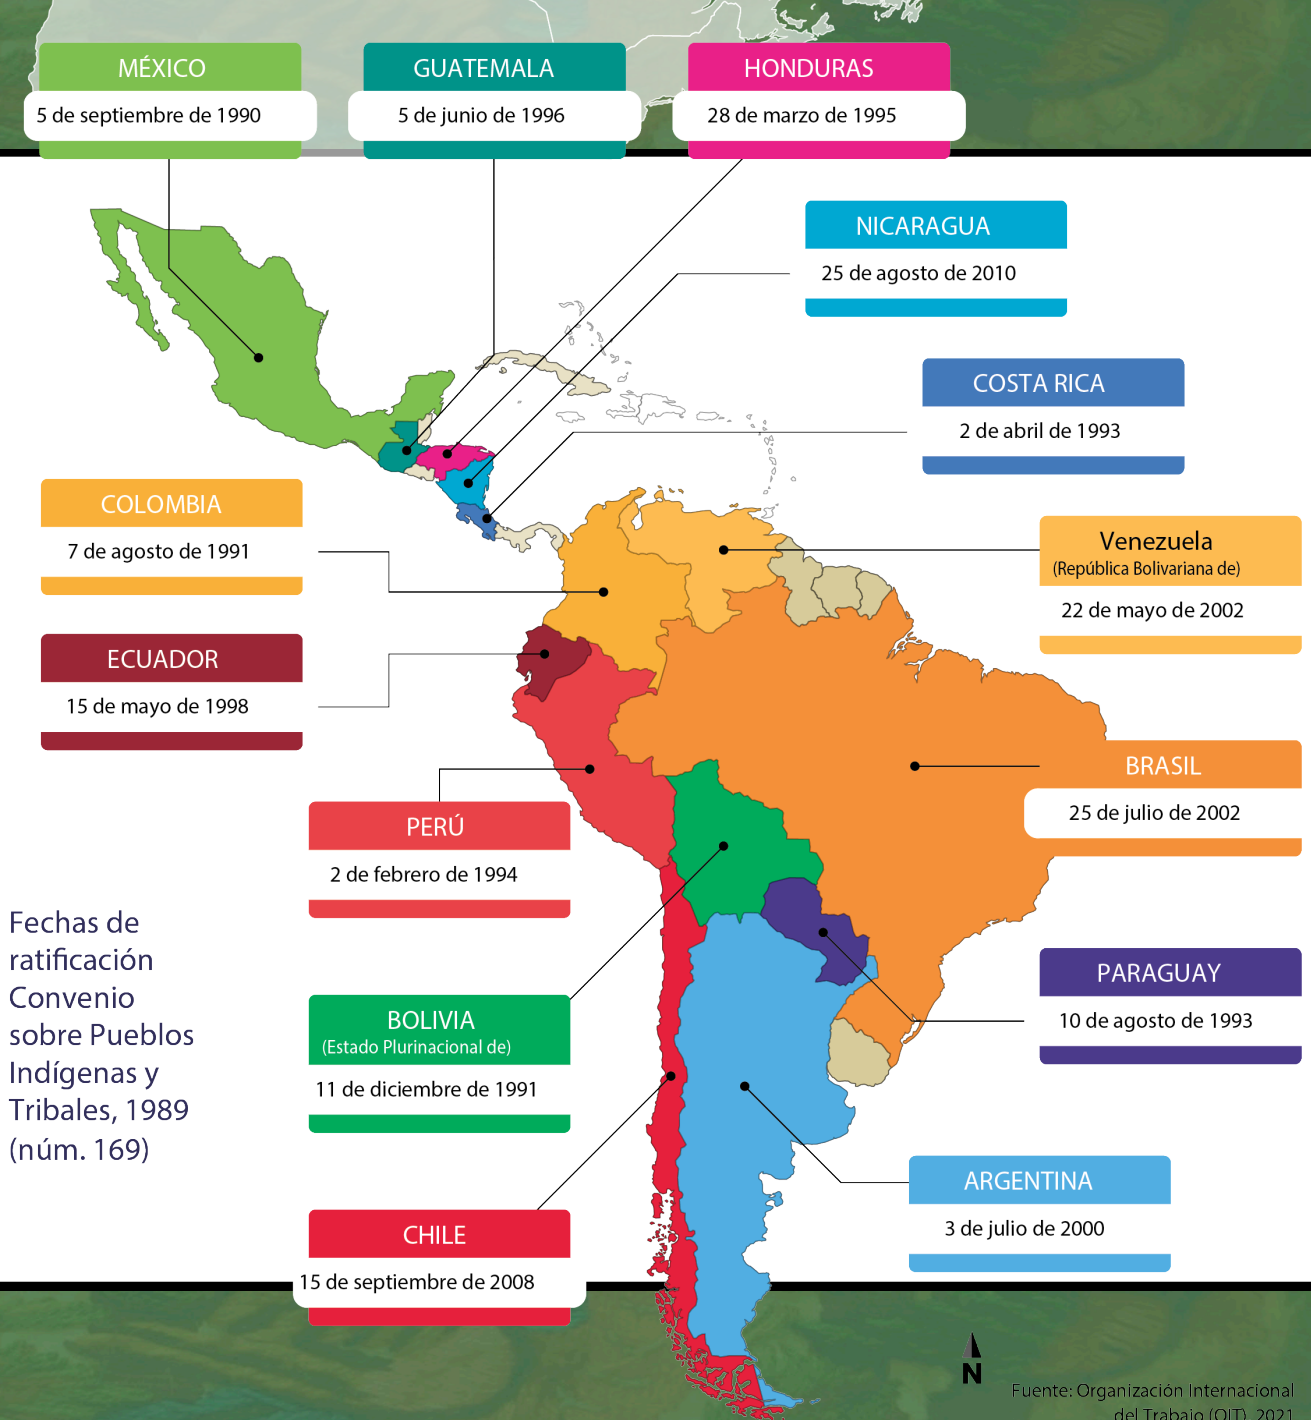 MÉXICO
5 de septiembre de 1990
GUATEMALA
5 de junio de 1996
HONDURAS
28 de marzo de 1995
NICARAGUA
25 de agosto de 2010
COSTA RICA
2 de abril de 1993
COLOMBIA
7 de agosto de 1991
Venezuela
(República Bolivariana de)
22 de mayo de 2002
ECUADOR
15 de mayo de 1998
BRASIL
25 de julio de 2002
PERÚ
2 de febrero de 1994
Fechas de
ratificación
Convenio
sobre Pueblos
Indígenas y
Tribales, 1989
(núm. 169)
PARAGUAY
10 de agosto de 1993
BOLIVIA
(Estado Plurinacional de)
11 de diciembre de 1991
ARGENTINA
3 de julio de 2000
CHILE
15 de septiembre de 2008
N
Fuente: Organización Internacional
del Trabajo (OIT), 2021